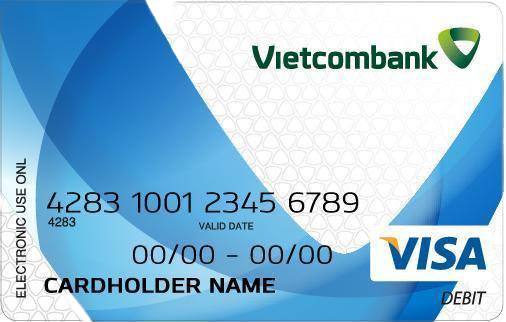 Vietcombank
ELECTRONIC USE ONL
4283 1001 2345 6789
4283
VALID DATE
00/00 - 00/00
CARDHOLDER NAME
VISA
DEBIT